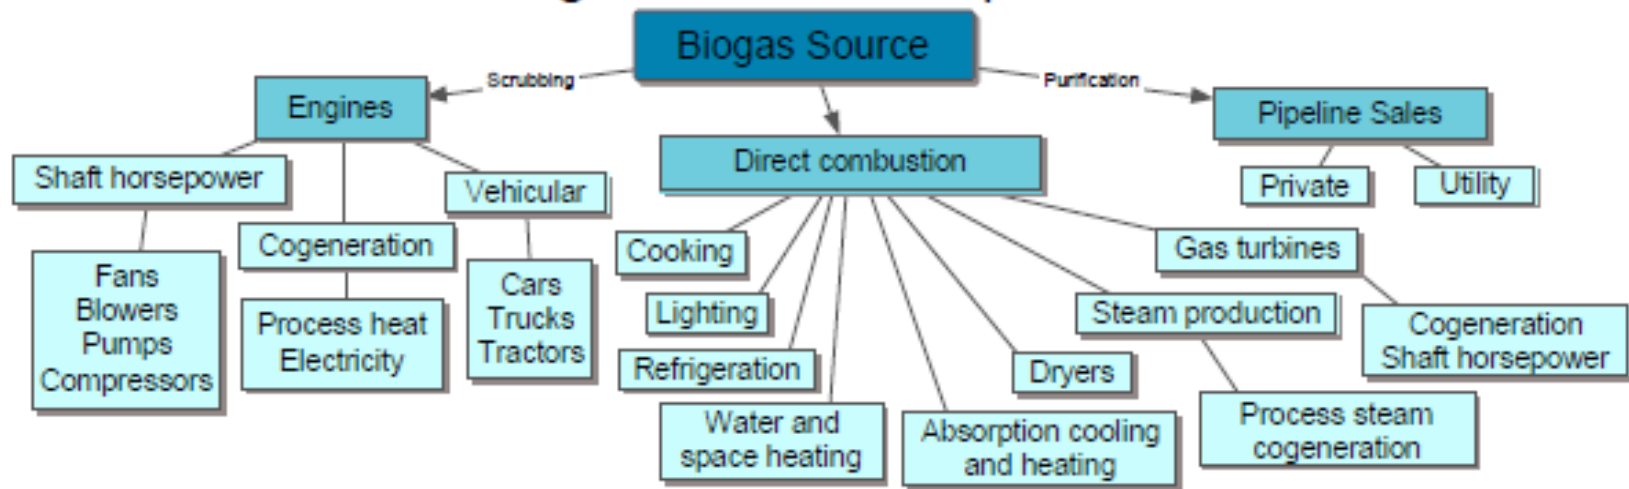 Biogas Source
Scrubbing
Purification
Engines
Pipeline Sales
Direct combustion
Shaft horsepower
Vehicular
Private
Utility
Cogeneration
Cooking
Gas turbines
Fans
Blowers
Pumps
Compressors
Process heat
Electricity
Cars
Trucks
Tractors
Lighting
Steam production
Cogeneration
Shaft horsepower
Refrigeration
Dryers
Water and
space heating
Absorption cooling
and heating
Process steam
cogeneration